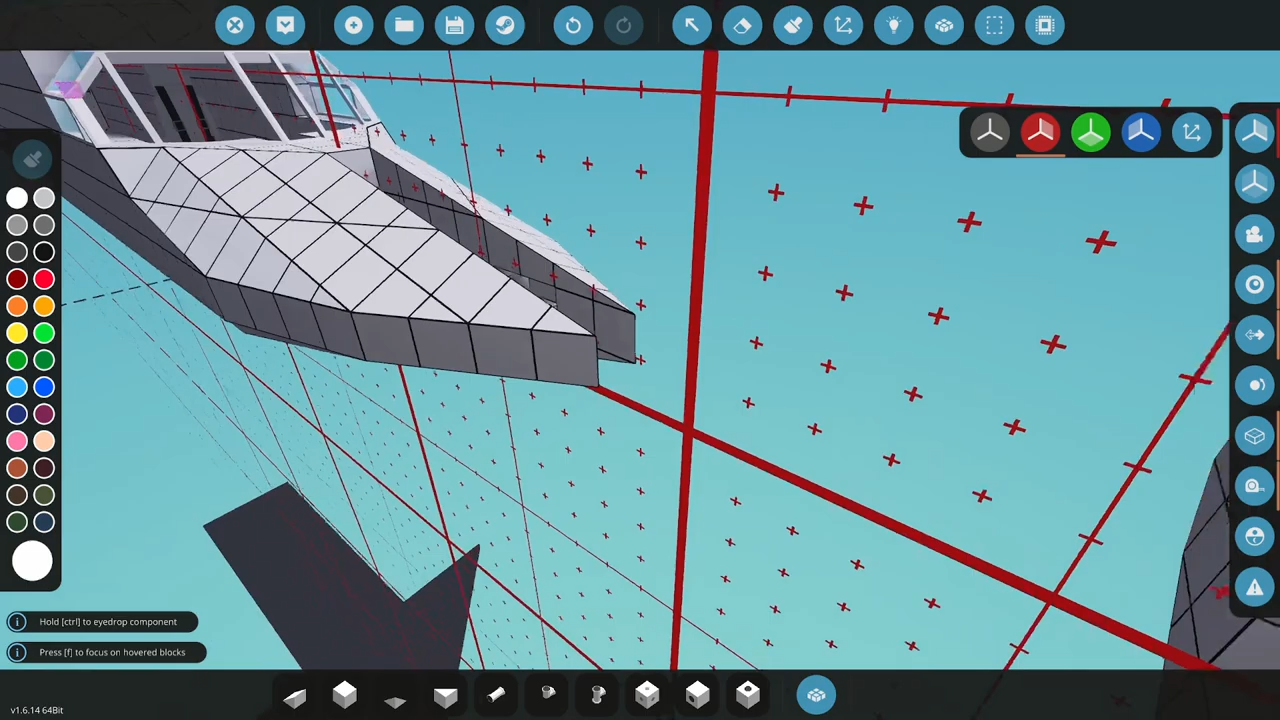 Hold [ctrl] to eyedrop component
Press [f] to focus on hovered blocks
v1.6.14 64Bit